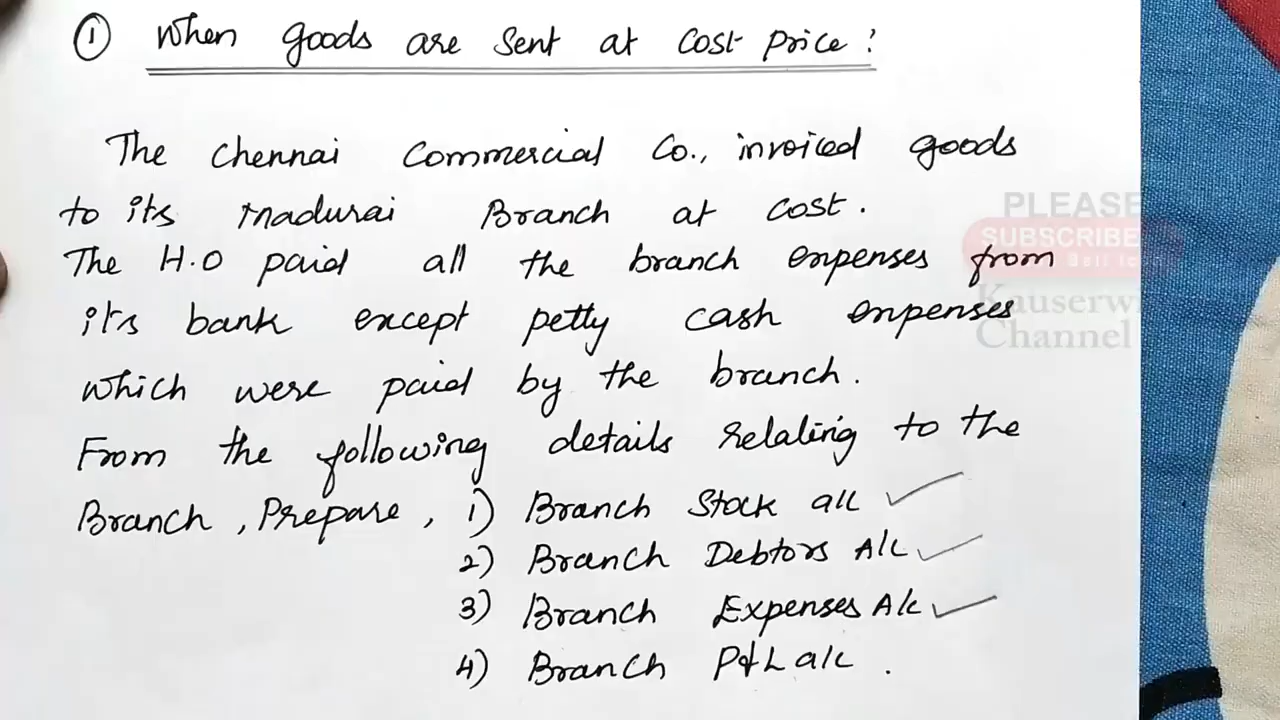 ① When goods are sent at cost price:
The Chennai Commercial Co., invoiced goods
to its Madurai Branch at cost.
The H.O paid all the branch expenses from
its bank except petty cash expenses
which were paid by the branch.
From the following details relating to the
Branch, Prepare, 1) Branch Stock a/c ✓
2) Branch Debtors A/c ✓
3) Branch Expenses A/c ✓
4) Branch P&L a/c.
PLEASE
SUBSCRIBE
Kauserw
Channel